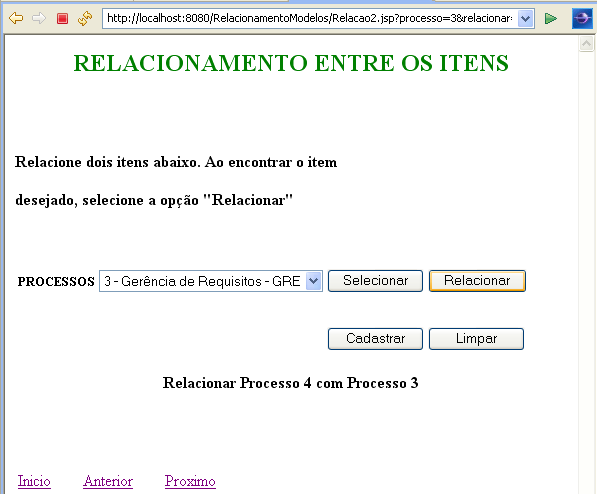 http://localhost:8080/RelacionamentoModelos/Relacao2.jsp?processo=3&relacionar=
RELACIONAMENTO ENTRE OS ITENS
Relacione dois itens abaixo. Ao encontrar o item
desejado, selecione a opção "Relacionar"
PROCESSOS 3 - Gerência de Requisitos - GRE Selecionar Relacionar
Cadastrar Limpar
Relacionar Processo 4 com Processo 3
Inicio Anterior Proximo